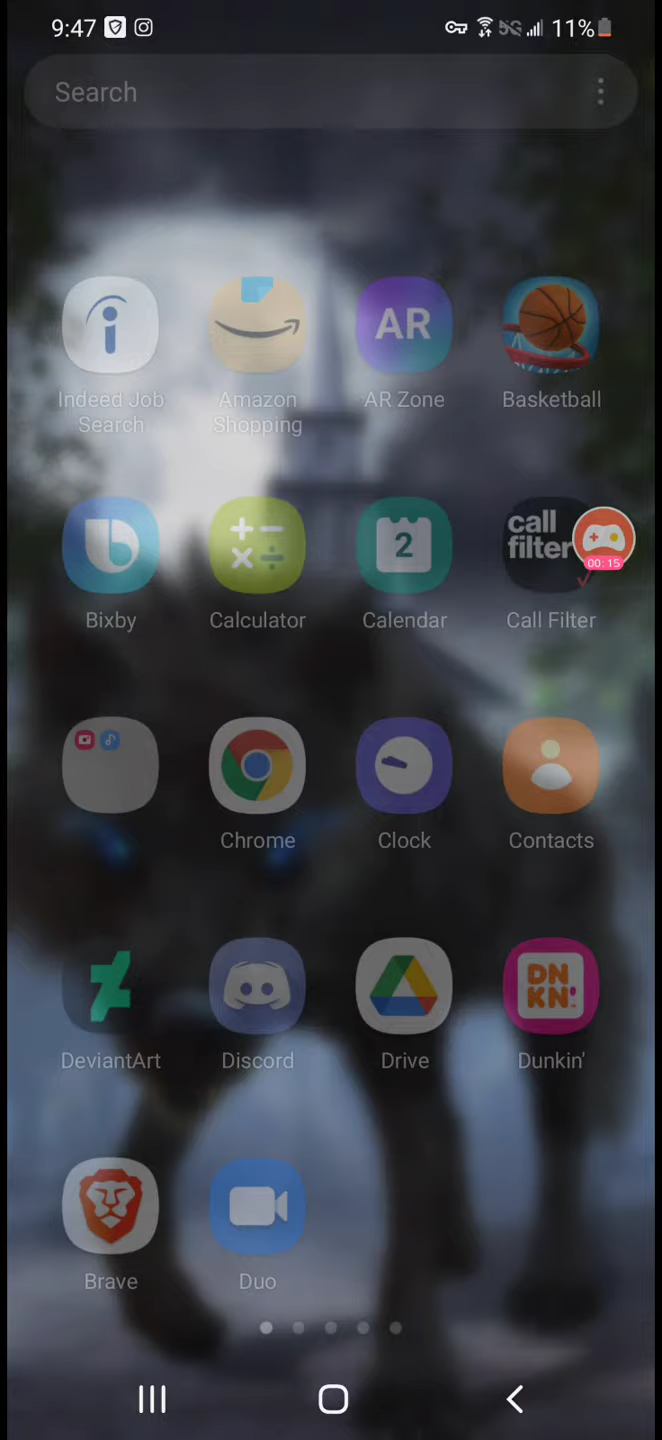 9:47
5G
11%
Search
AR
Indeed Job
Search
Amazon
Shopping
AR Zone
Basketball
call
filter
2
00:15
Bixby
Calculator
Calendar
Call Filter
Chrome
Clock
Contacts
DN
KN!
DeviantArt
Discord
Drive
Dunkin'
Brave
Duo